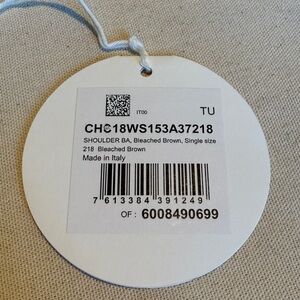 IT00
TU
CHC18WS153A37218
SHOULDER BA, Bleached Brown, Single size
218 Bleached Brown
Made in Italy
7 613384 391249
OF : 6008490699